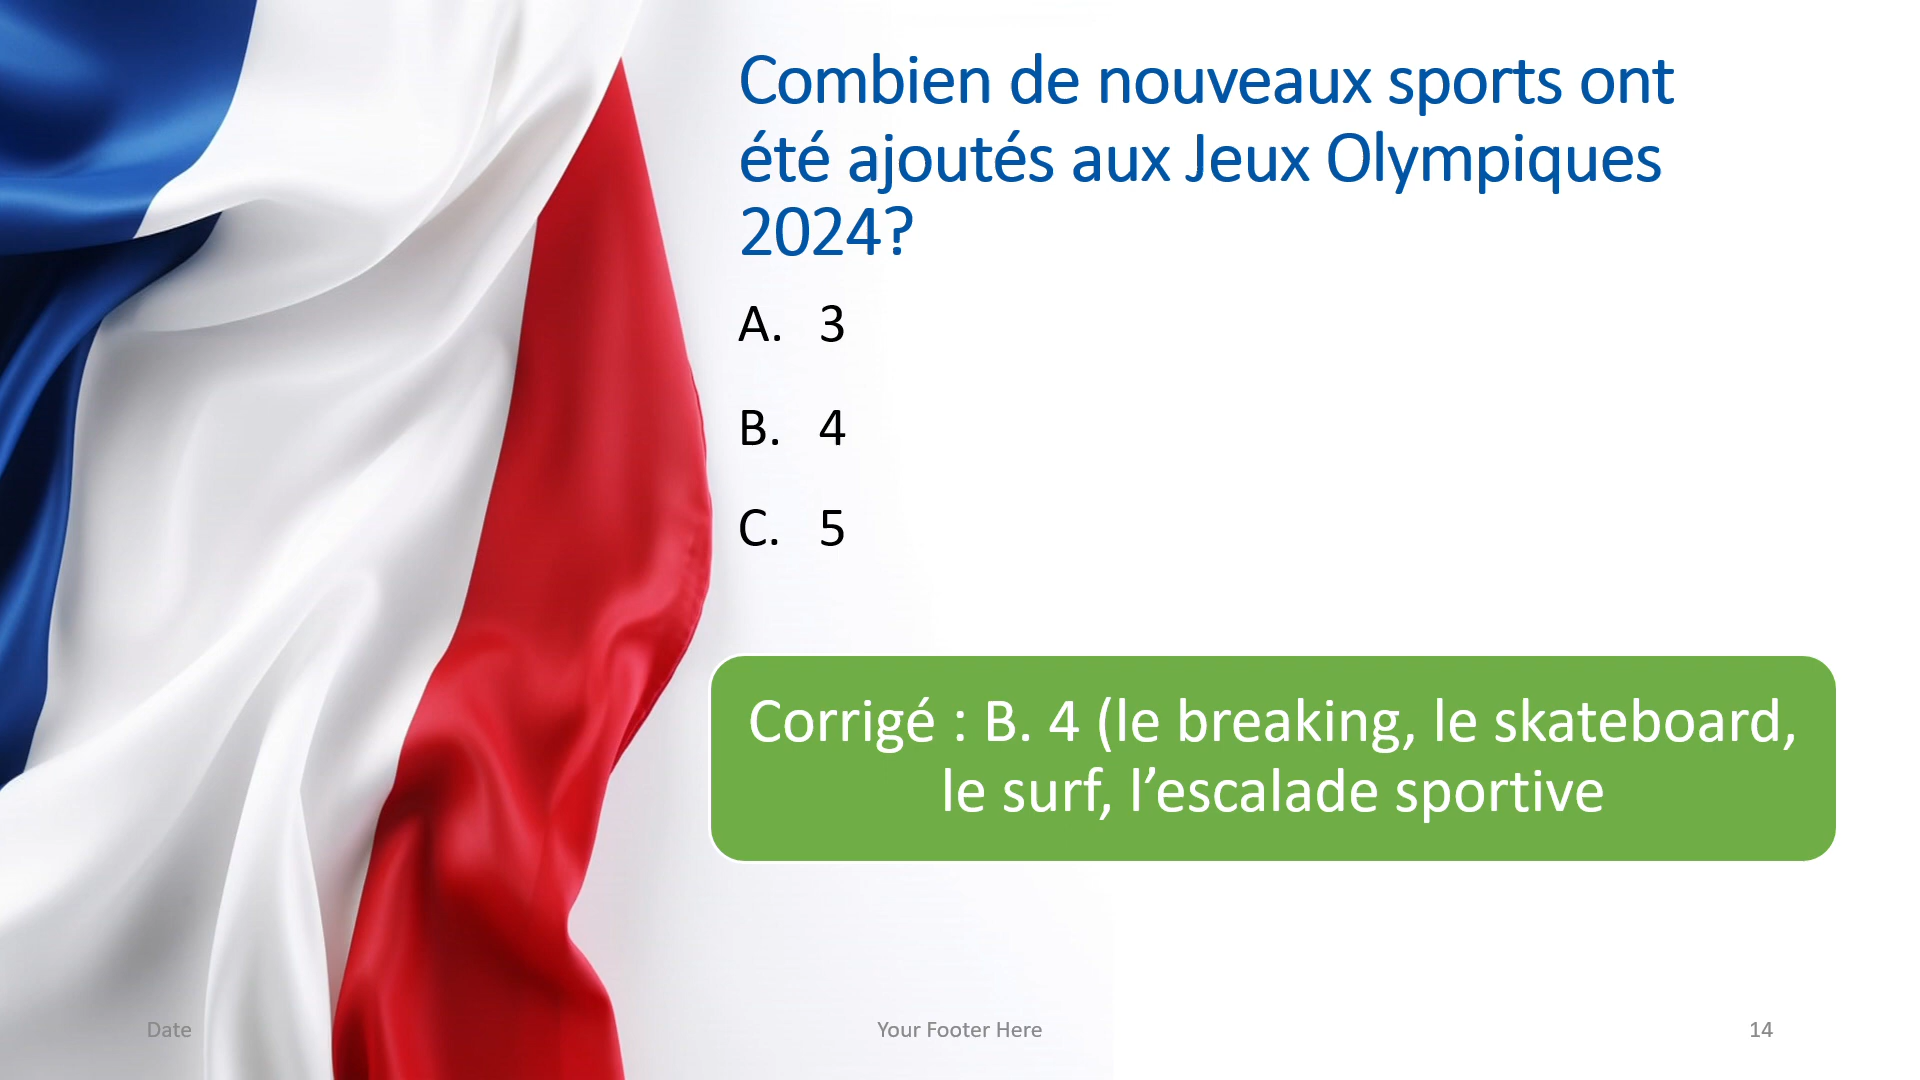 Combien de nouveaux sports ont
été ajoutés aux Jeux Olympiques
2024?
A. 3
B. 4
C. 5
Corrigé : B. 4 (le breaking, le skateboard,
le surf, l’escalade sportive
Date
Your Footer Here
14